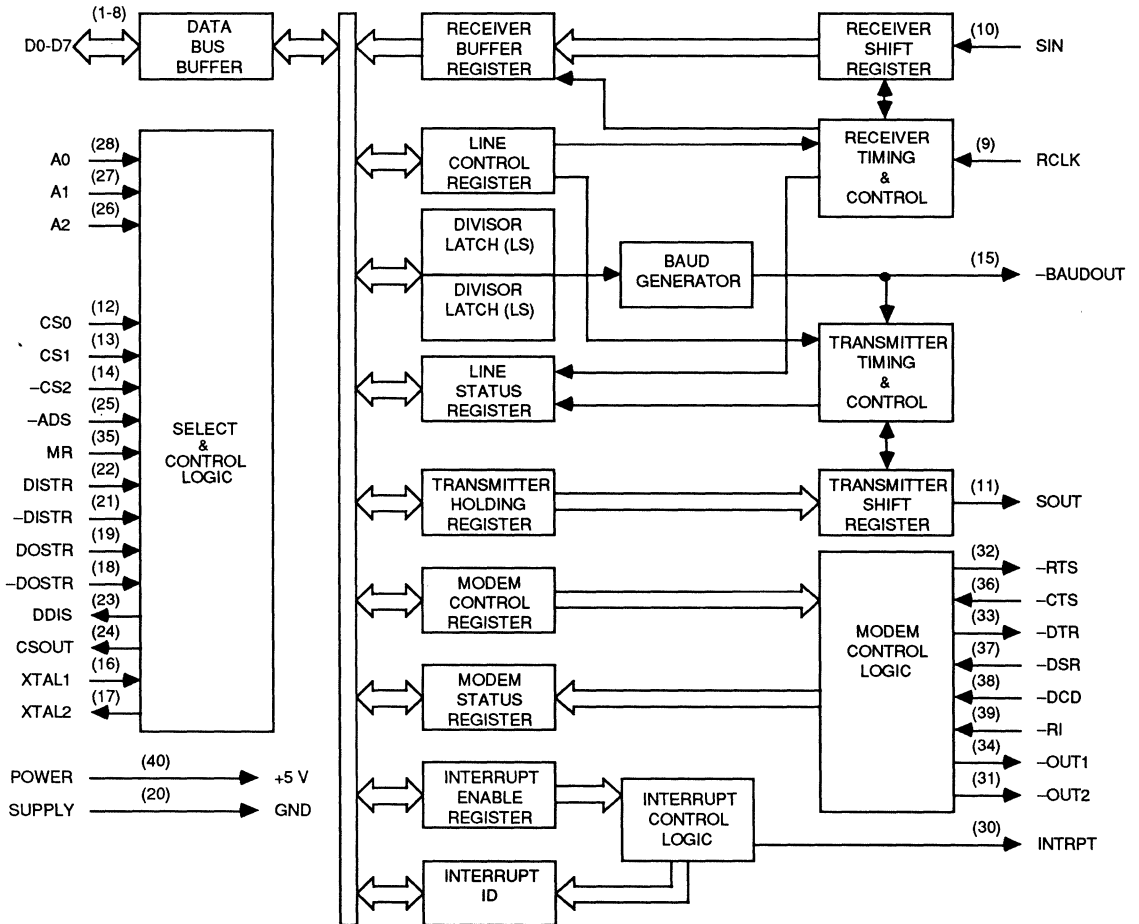 (1-8)
D0-D7
DATA
BUS
BUFFER
RECEIVER
BUFFER
REGISTER
RECEIVER
SHIFT
REGISTER
(10)
SIN
A0
(28)
A1
(27)
A2
(26)
CS0
(12)
CS1
(13)
–CS2
(14)
–ADS
(25)
MR
(35)
DISTR
(22)
–DISTR
(21)
DOSTR
(19)
–DOSTR
(18)
DDIS
(23)
CSOUT
(24)
XTAL1
(16)
XTAL2
(17)
SELECT
&
CONTROL
LOGIC
POWER
(40)
+5 V
SUPPLY
(20)
GND
LINE
CONTROL
REGISTER
RECEIVER
TIMING
&
CONTROL
(9)
RCLK
DIVISOR
LATCH (LS)
DIVISOR
LATCH (LS)
BAUD
GENERATOR
(15)
–BAUDOUT
LINE
STATUS
REGISTER
TRANSMITTER
TIMING
&
CONTROL
TRANSMITTER
HOLDING
REGISTER
TRANSMITTER
SHIFT
REGISTER
(11)
SOUT
MODEM
CONTROL
REGISTER
MODEM
STATUS
REGISTER
MODEM
CONTROL
LOGIC
(32)
–RTS
(36)
–CTS
(33)
–DTR
(37)
–DSR
(38)
–DCD
(39)
–RI
(34)
–OUT1
(31)
–OUT2
INTERRUPT
ENABLE
REGISTER
INTERRUPT
CONTROL
LOGIC
(30)
INTRPT
INTERRUPT
ID